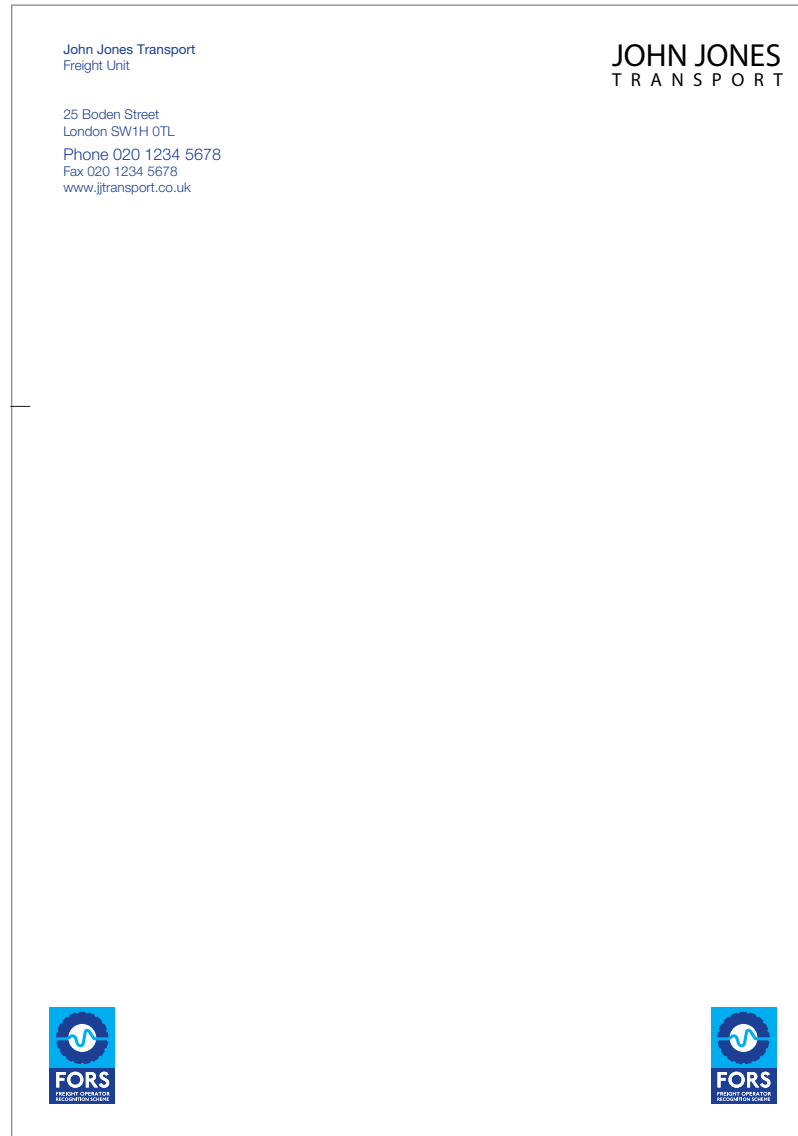 John Jones Transport
Freight Unit
JOHN JONES
TRANSPORT
25 Boden Street
London SW1H 0TL
Phone 020 1234 5678
Fax 020 1234 5678
www.jjtransport.co.uk
FORS
FREIGHT OPERATOR
RECOGNITION SCHEME
FORS
FREIGHT OPERATOR
RECOGNITION SCHEME